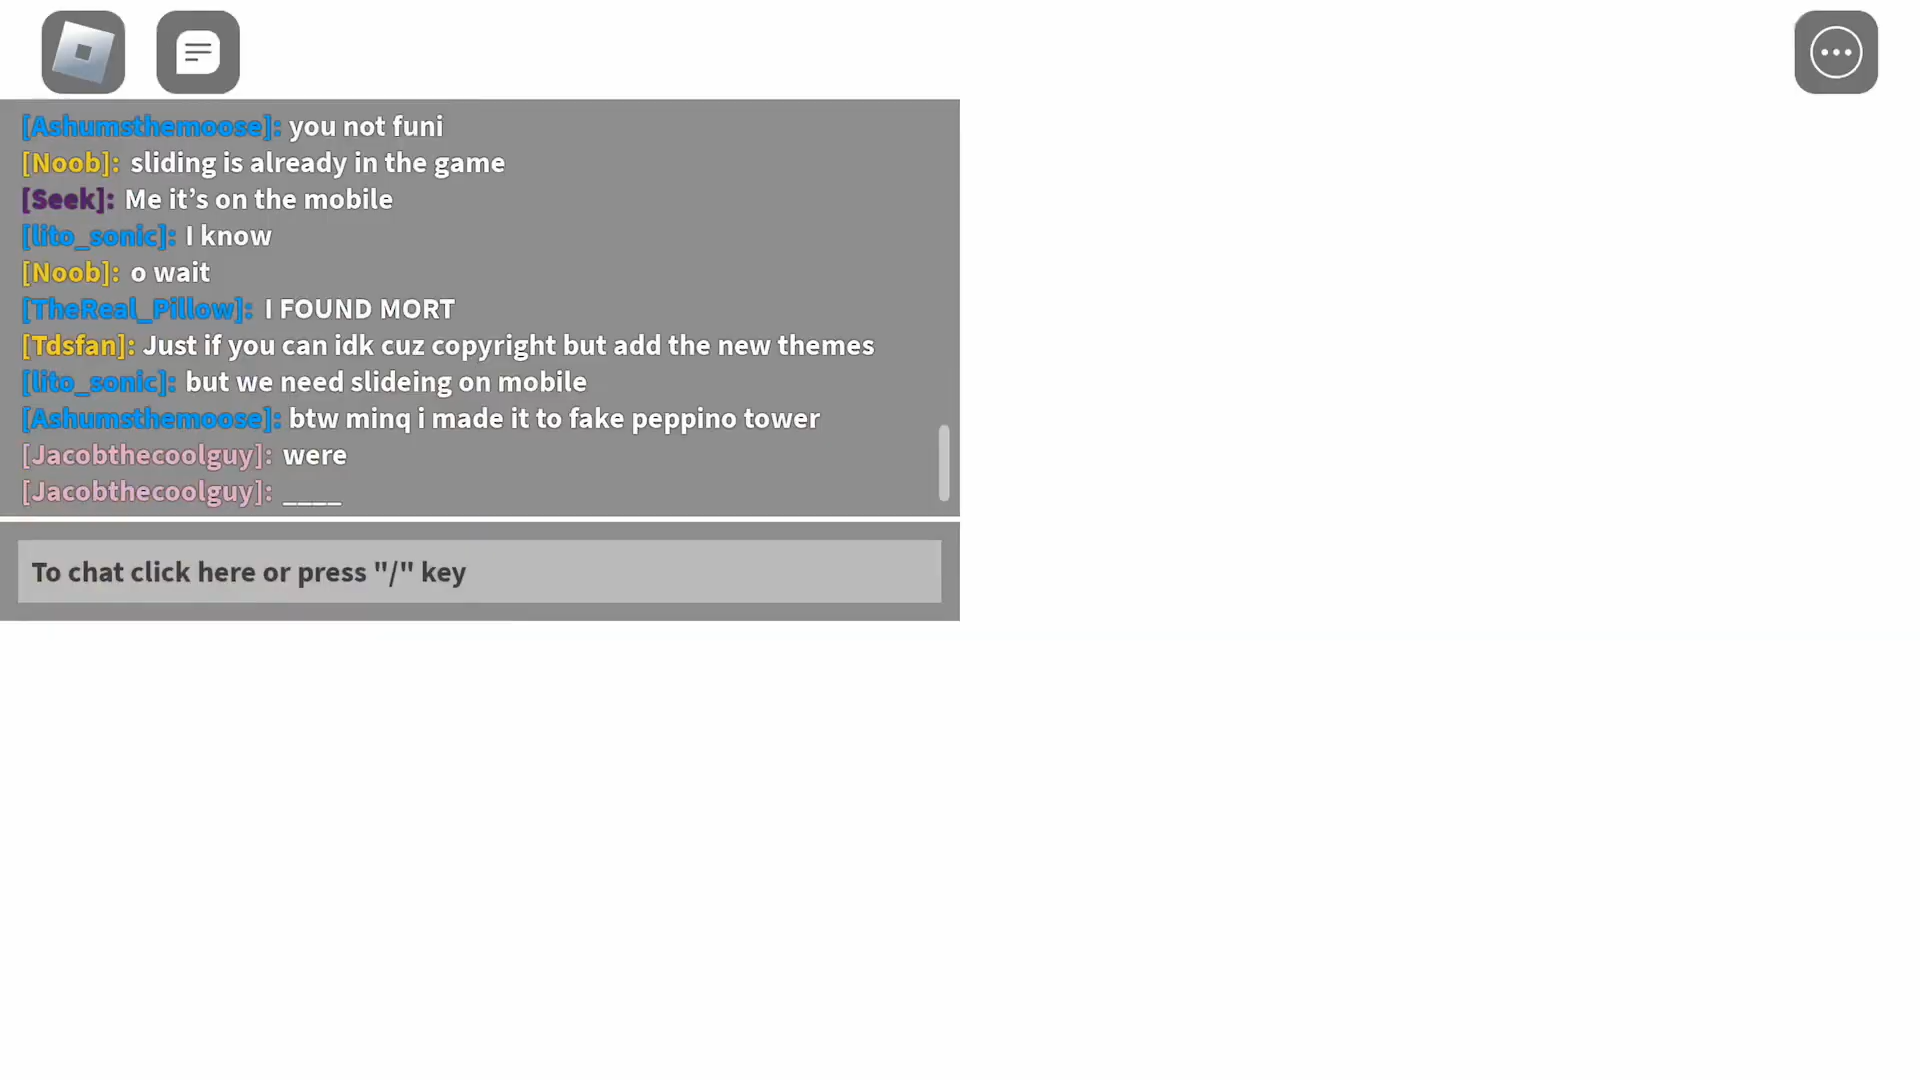 [Ashumsthemoose]: you not funi
[Noob]: sliding is already in the game
[Seek]: Me it’s on the mobile
[lito_sonic]: I know
[Noob]: o wait
[TheReal_Pillow]: I FOUND MORT
[Tdsfan]: Just if you can idk cuz copyright but add the new themes
[lito_sonic]: but we need slideing on mobile
[Ashumsthemoose]: btw minq i made it to fake peppino tower
[Jacobthecoolguy]: were
[Jacobthecoolguy]: ____
To chat click here or press "/" key